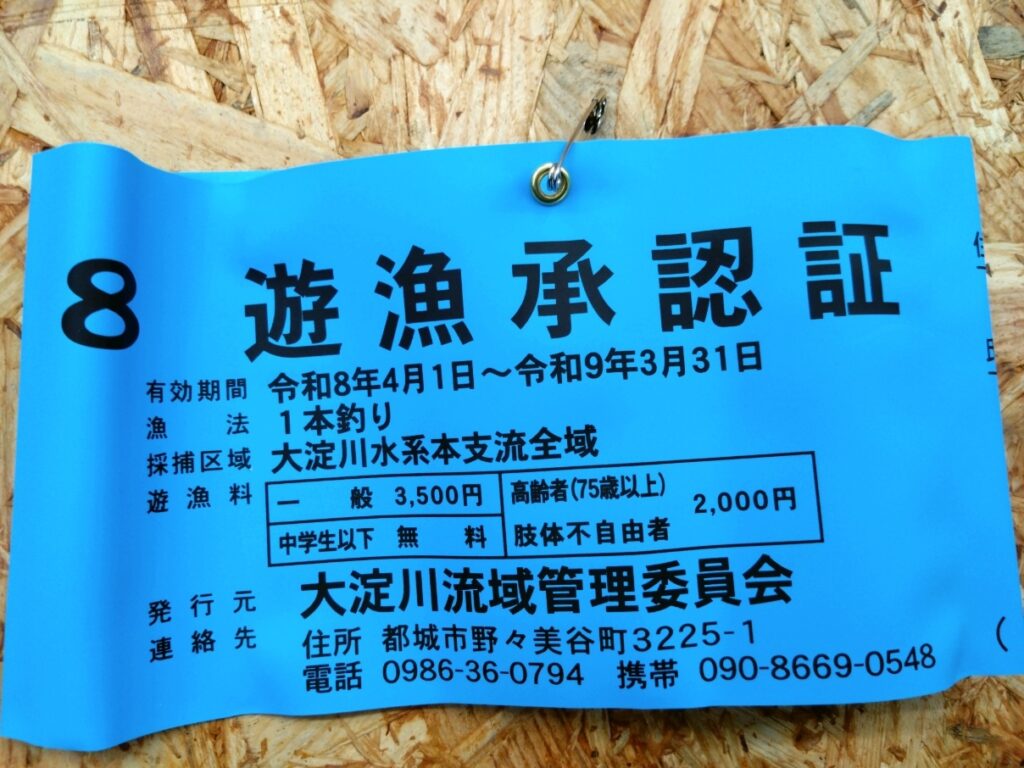 8 遊漁承認証
有効期間 令和8年4月1日~令和9年3月31日
漁法 1本釣り
採捕区域 大淀川水系本支流全域
遊漁料 一般 3,500円 高齢者(75歳以上) 2,000円
中学生以下 無料 肢体不自由者
発行元 大淀川流域管理委員会
連絡先 住所 都城市野々美谷町3225-1
電話 0986-36-0794 携帯 090-8669-0548